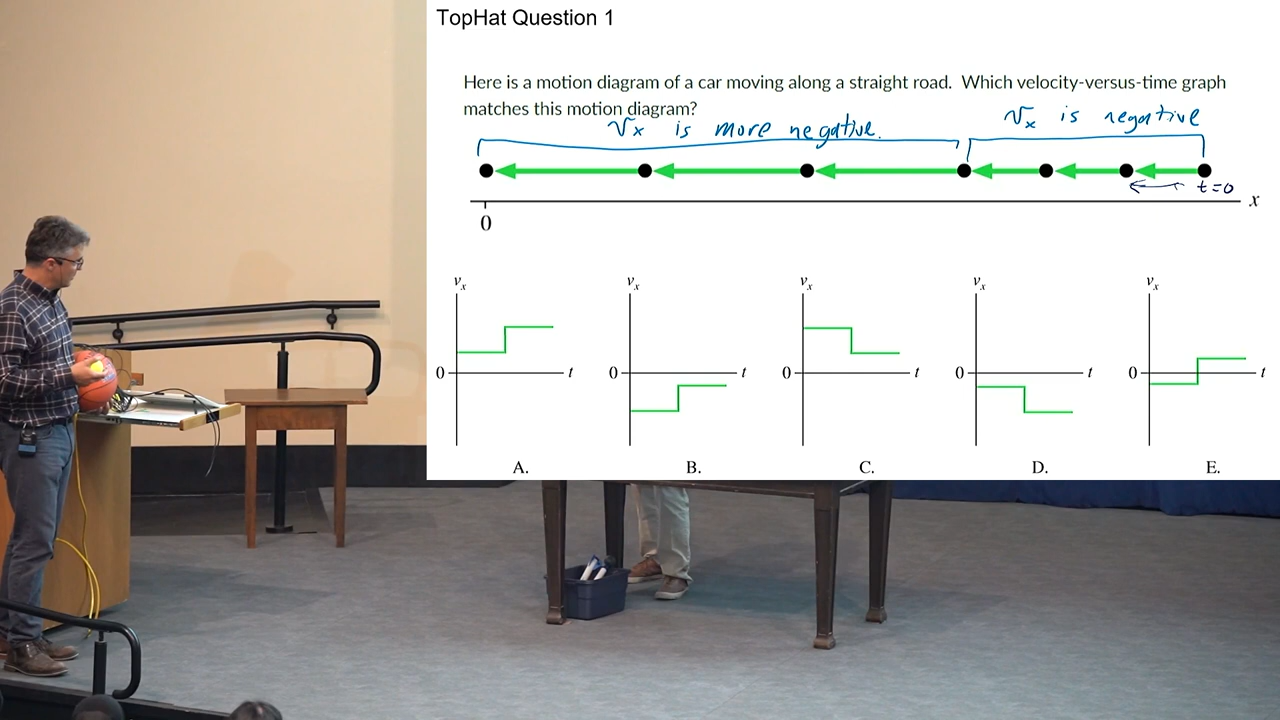 TopHat Question 1
Here is a motion diagram of a car moving along a straight road. Which velocity-versus-time graph
matches this motion diagram?
vx is more negative.
vx is negative
t=0
x
0
vx
vx
vx
vx
vx
0
t
0
t
0
t
0
t
0
t
A.
B.
C.
D.
E.